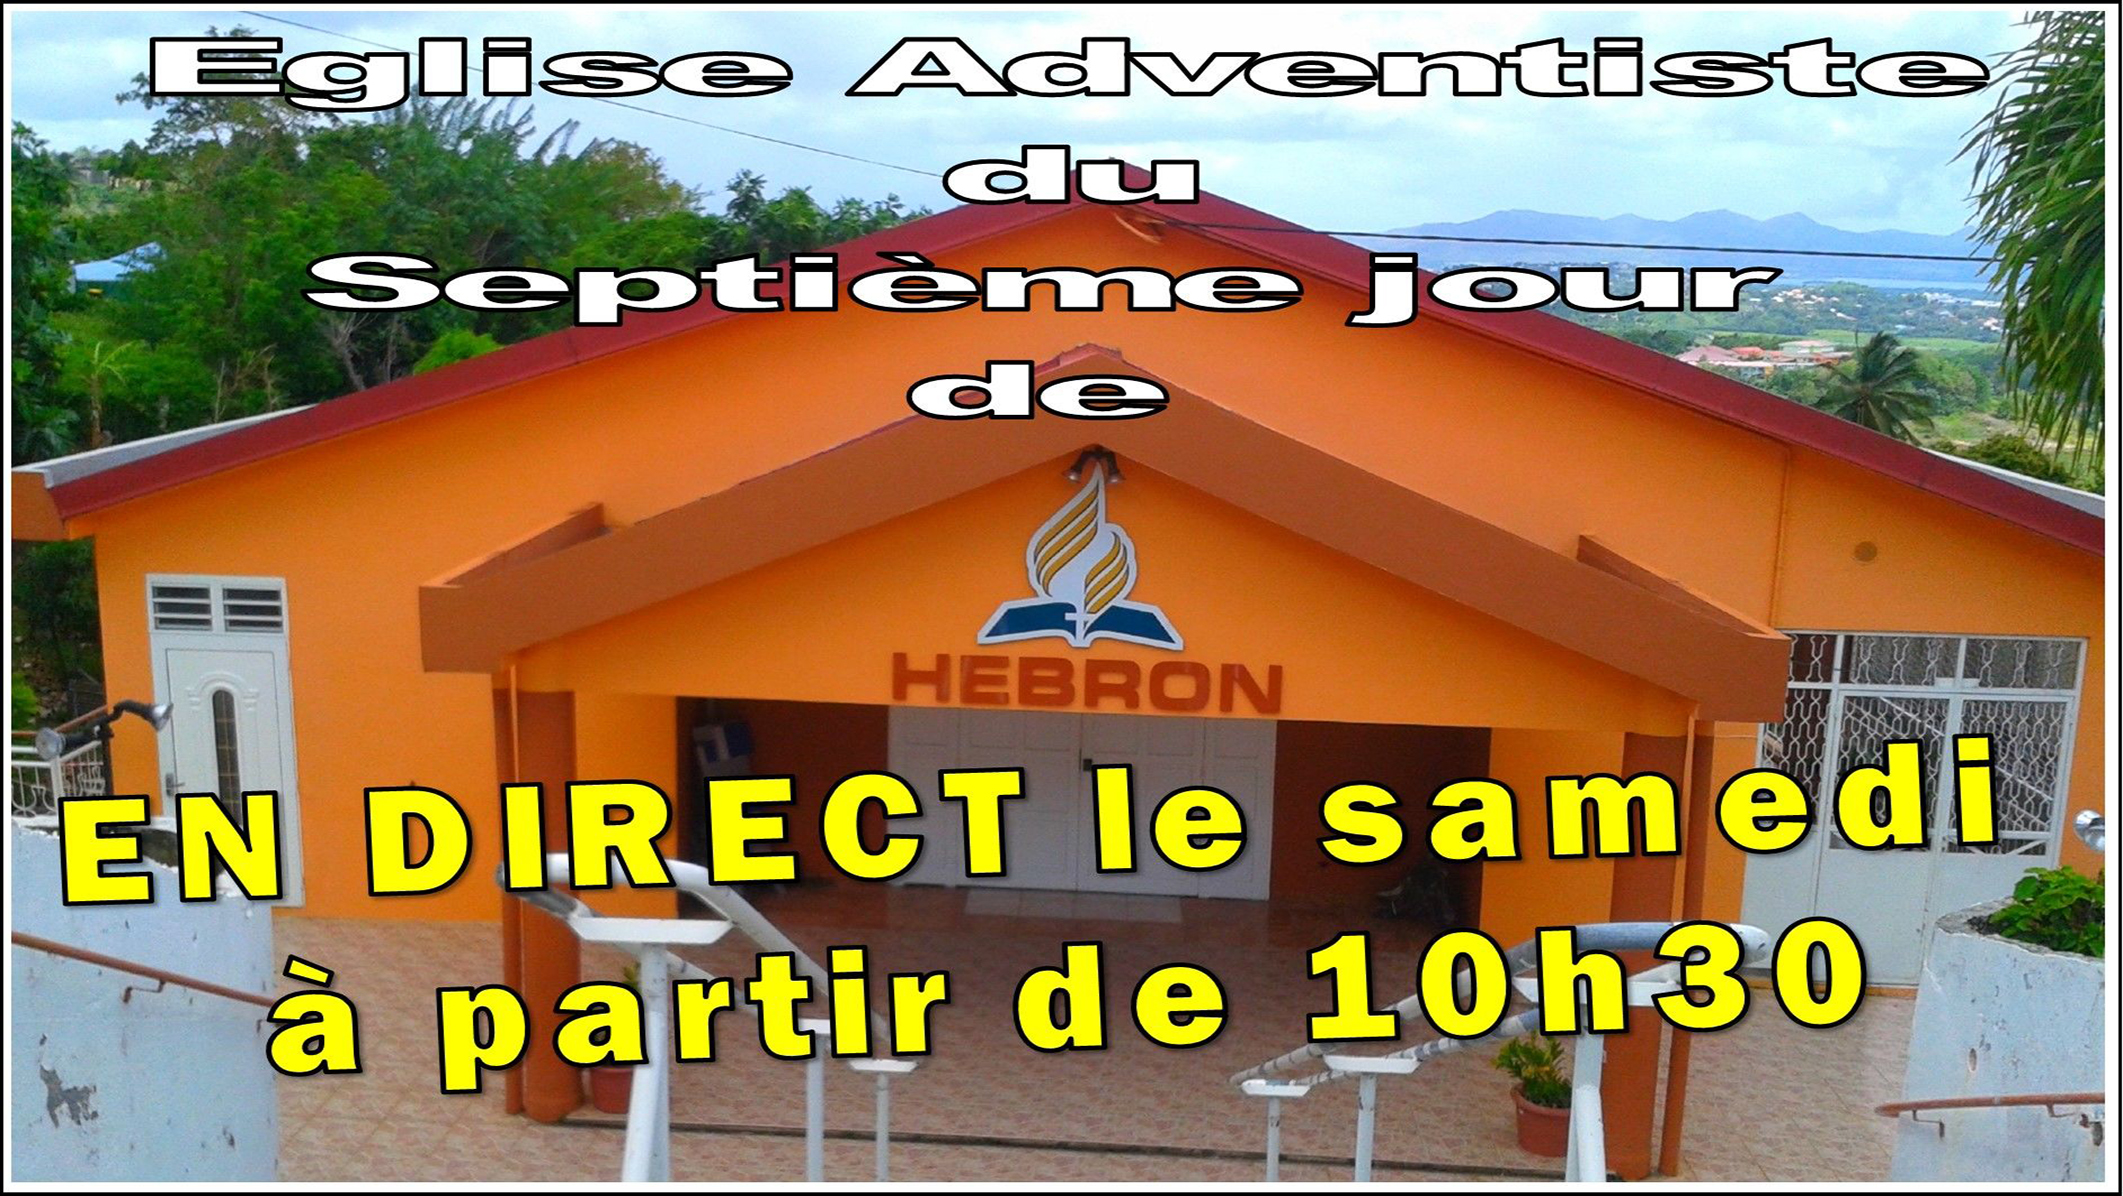 Eglise Adventiste
du
Septième jour
de
HEBRON
EN DIRECT le samedi
à partir de 10h30